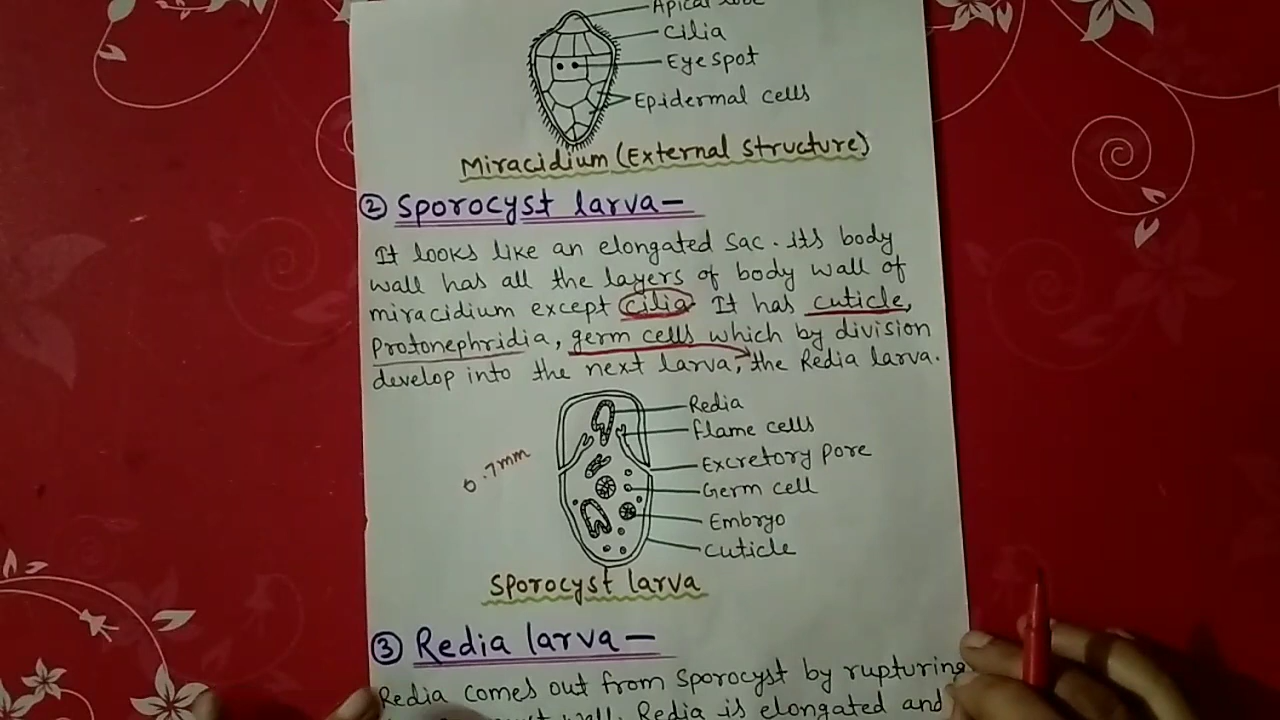 Apical lobe
Cilia
Eye spot
Epidermal cells
Miracidium (External structure)
② Sporocyst larva—
It looks like an elongated sac. its body
wall has all the layers of body wall of
miracidium except cilia. It has cuticle,
Protonephridia, germ cells which by division
develop into the next larva, the Redia larva.
Redia
flame cells
Excretory pore
Germ cell
Embryo
cuticle
0.7mm
Sporocyst larva
③ Redia larva—
Redia comes out from sporocyst by rupturing
wall. Redia is elongated and